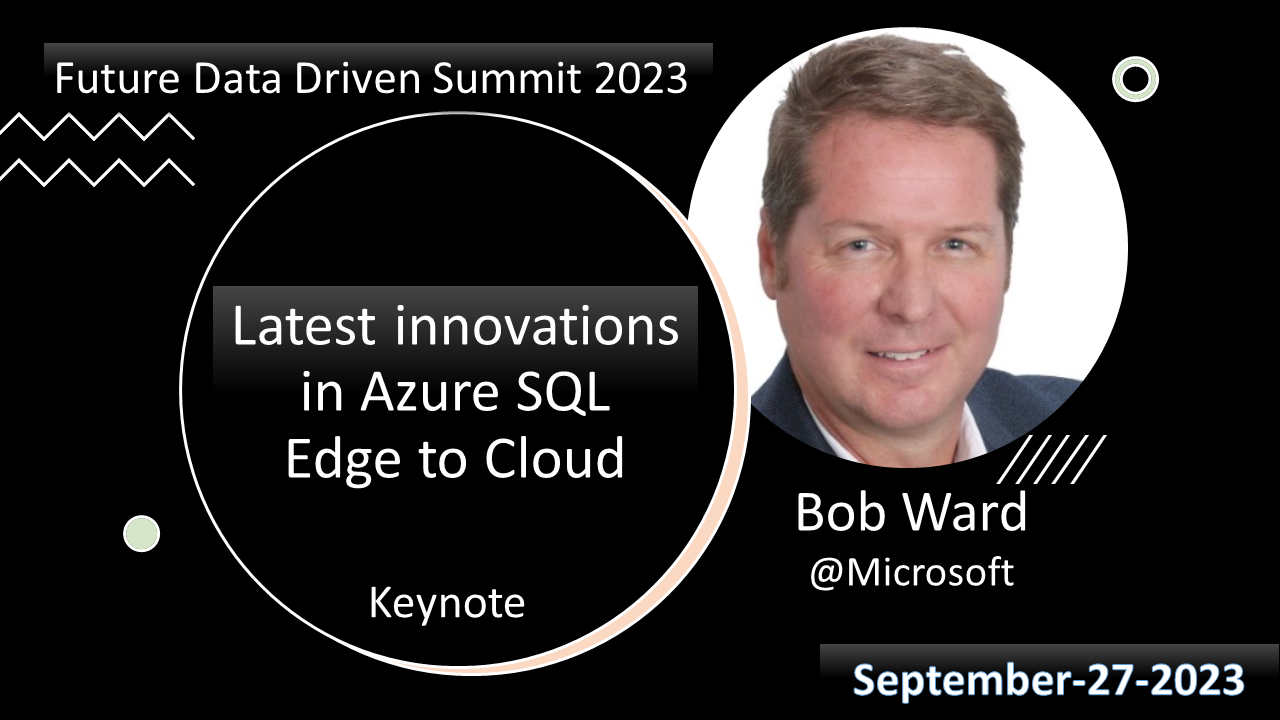 Future Data Driven Summit 2023
Latest innovations
in Azure SQL
Edge to Cloud
Keynote
Bob Ward
@Microsoft
September-27-2023